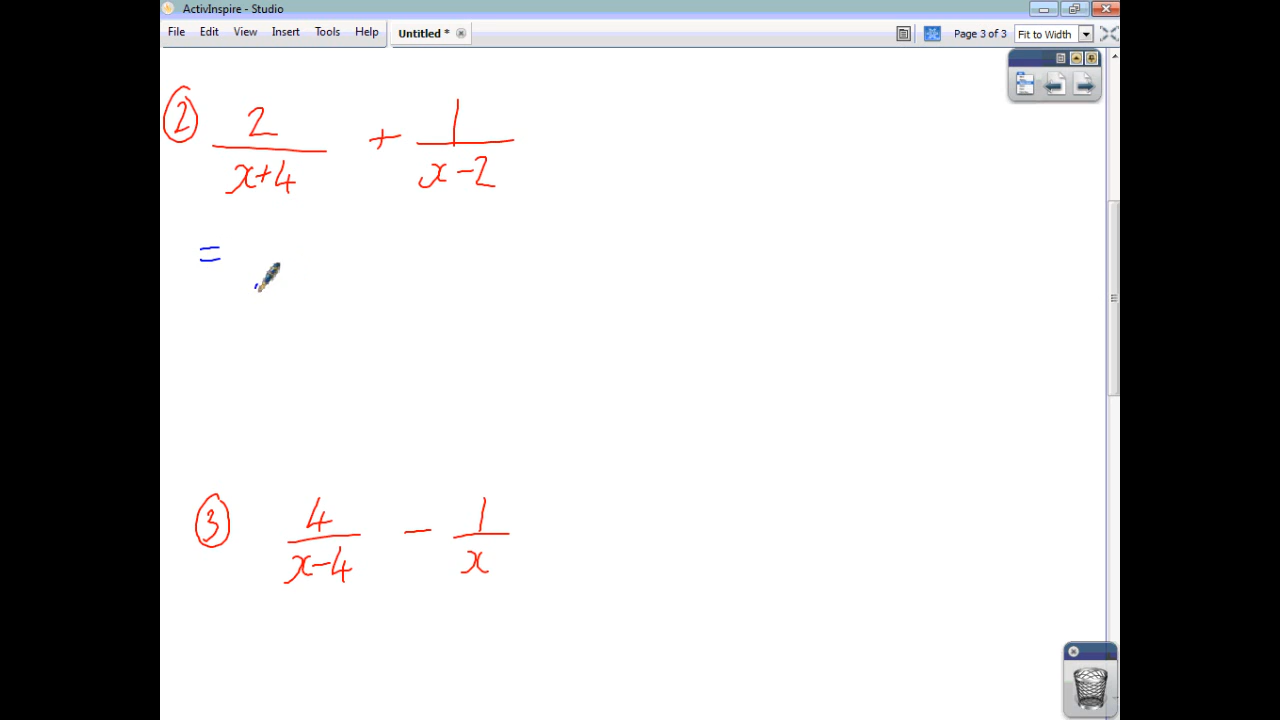 ActivInspire - Studio
File Edit View Insert Tools Help Untitled * Page 3 of 3 Fit to Width
② 2/(x+4) + 1/(x-2)
=
③ 4/(x-4) - 1/x